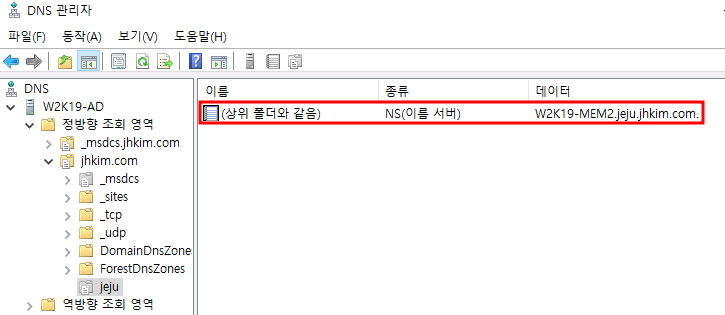 DNS 관리자
파일(F) 동작(A) 보기(V) 도움말(H)
DNS
W2K19-AD
정방향 조회 영역
_msdcs.jhkim.com
jhkim.com
_msdcs
_sites
_tcp
_udp
DomainDnsZones
ForestDnsZones
jeju
역방향 조회 영역
이름 종류 데이터
(상위 폴더와 같음) NS(이름 서버) W2K19-MEM2.jeju.jhkim.com.